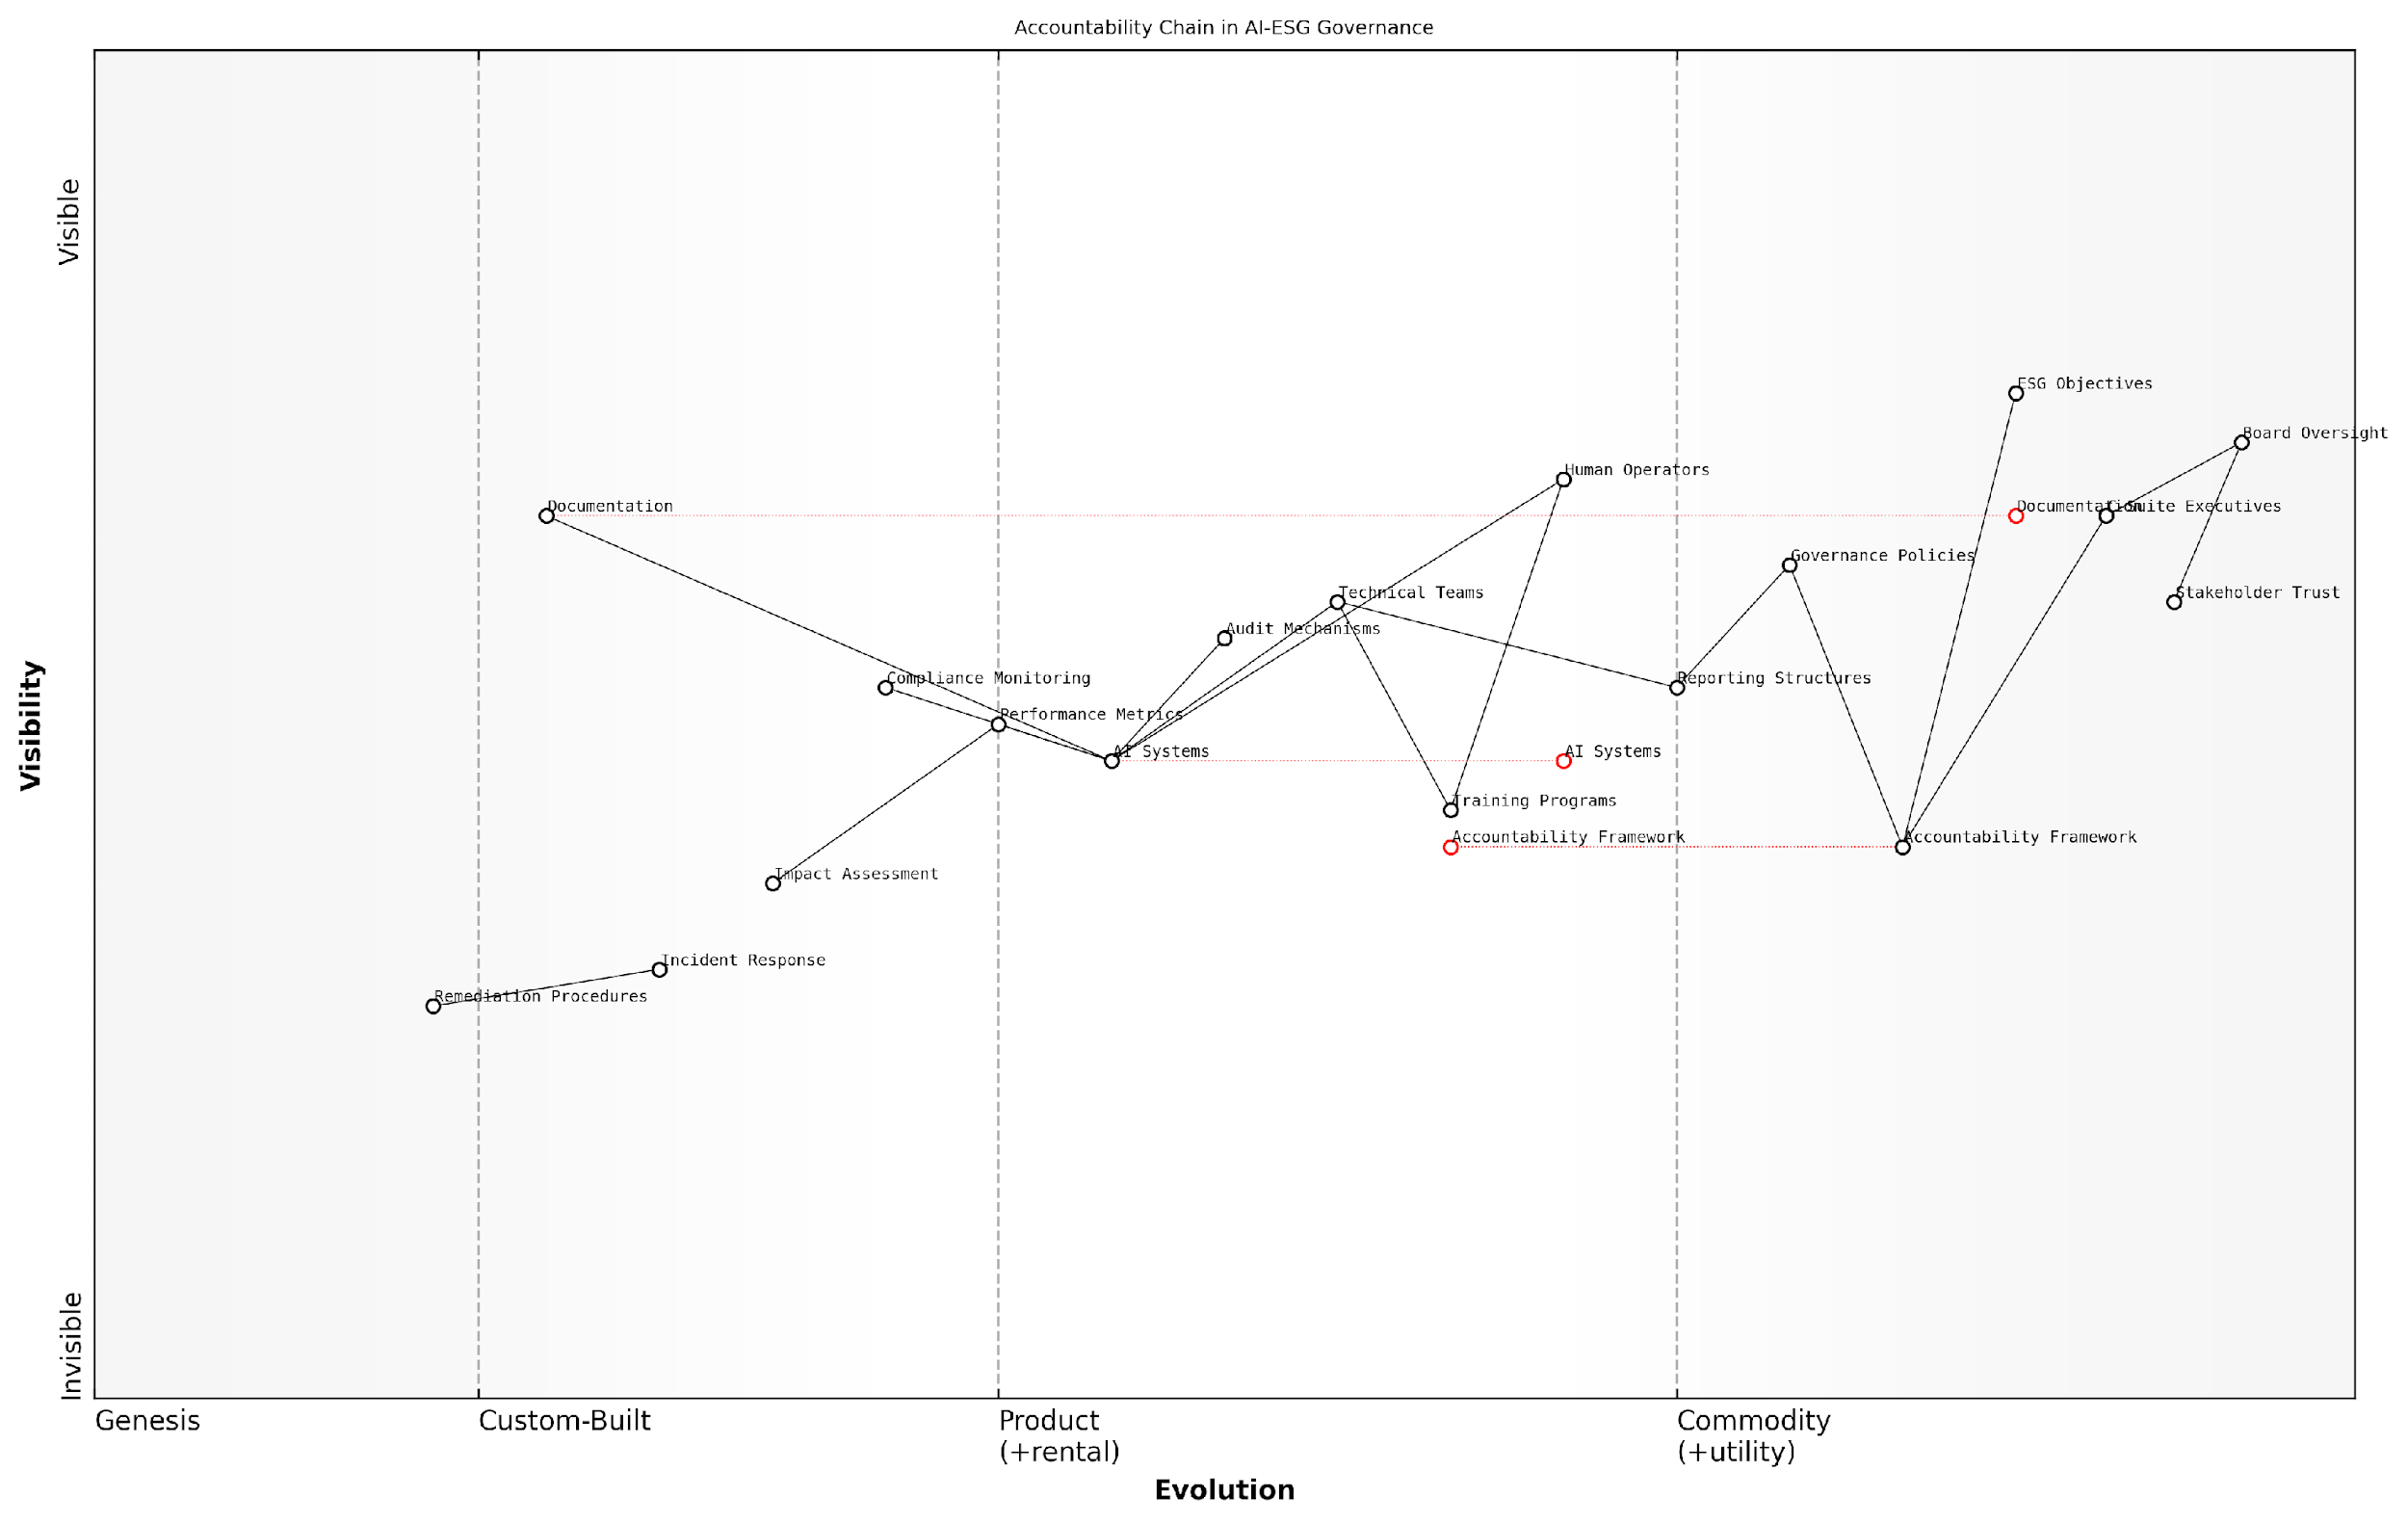 Accountability Chain in AI-ESG Governance
Visible
Visibility
Invisible
ESG Objectives
Board Oversight
Human Operators
Documentation
Documentation
C-Suite Executives
Governance Policies
Technical Teams
Stakeholder Trust
Audit Mechanisms
Compliance Monitoring
Reporting Structures
Performance Metrics
AI Systems
AI Systems
Training Programs
Accountability Framework
Accountability Framework
Impact Assessment
Incident Response
Remediation Procedures
Genesis
Custom-Built
Product
(+rental)
Commodity
(+utility)
Evolution